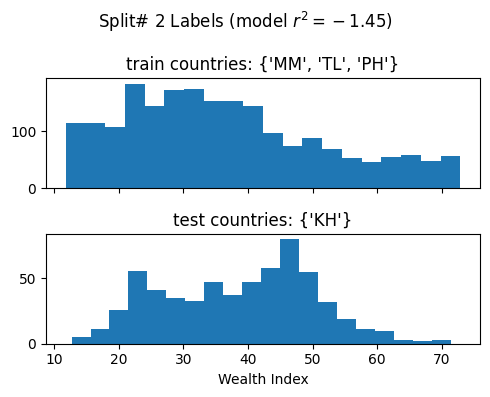 Split# 2 Labels (model $r^2 = -1.45$)
train countries: {'MM', 'TL', 'PH'}
100
0
test countries: {'KH'}
50
0
10 20 30 40 50 60 70
Wealth Index